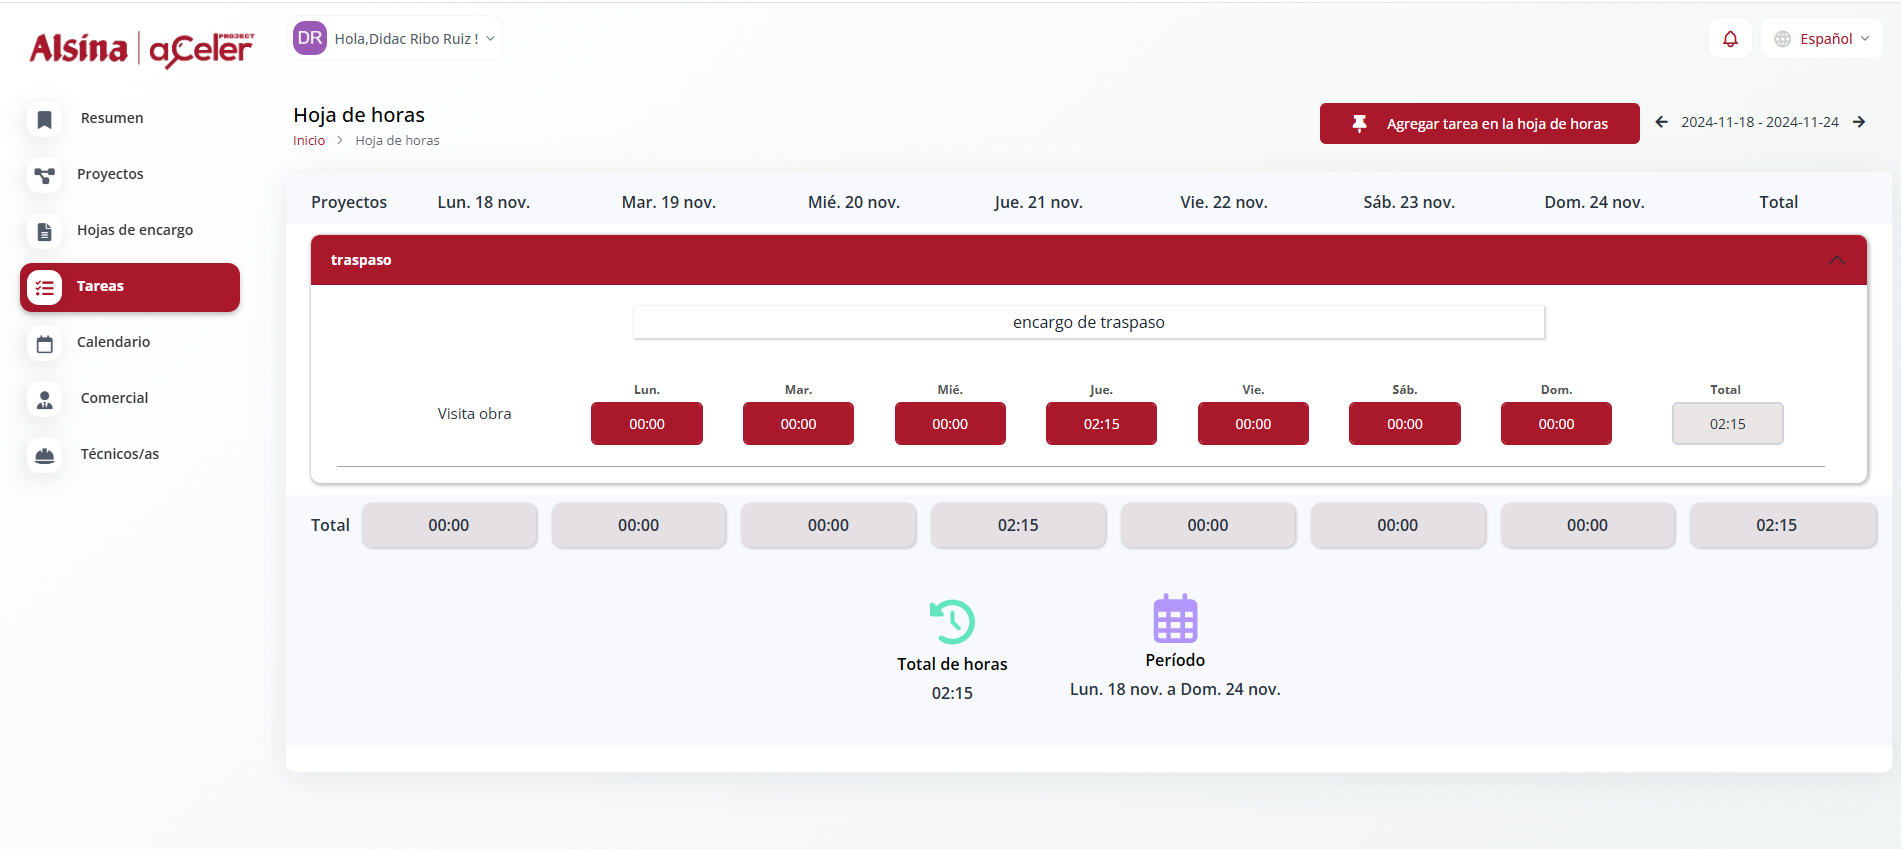 Alsína | aCeler PROJECT
DR Hola,Didac Ribo Ruiz !
Español
Resumen
Proyectos
Hojas de encargo
Tareas
Calendario
Comercial
Técnicos/as
Hoja de horas
Inicio > Hoja de horas
Agregar tarea en la hoja de horas
2024-11-18 - 2024-11-24
Proyectos Lun. 18 nov. Mar. 19 nov. Mié. 20 nov. Jue. 21 nov. Vie. 22 nov. Sáb. 23 nov. Dom. 24 nov. Total
traspaso
encargo de traspaso
Lun. Mar. Mié. Jue. Vie. Sáb. Dom. Total
Visita obra 00:00 00:00 00:00 02:15 00:00 00:00 00:00 02:15
Total 00:00 00:00 00:00 02:15 00:00 00:00 00:00 02:15
Total de horas
02:15
Período
Lun. 18 nov. a Dom. 24 nov.